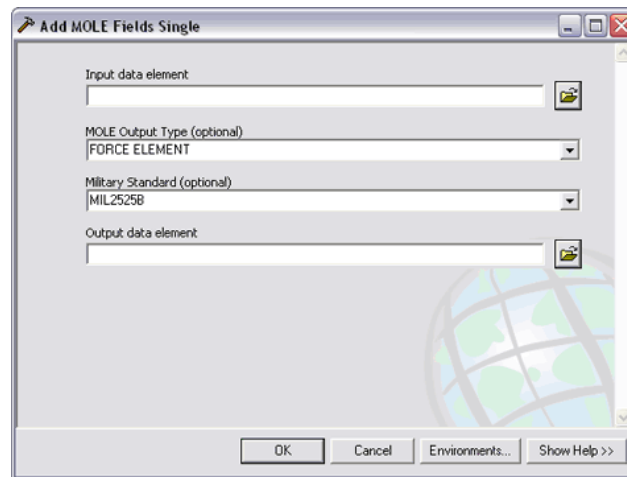 Add MOLE Fields Single
Input data element
MOLE Output Type (optional)
FORCE ELEMENT
Military Standard (optional)
MIL2525B
Output data element
OK Cancel Environments... Show Help >>